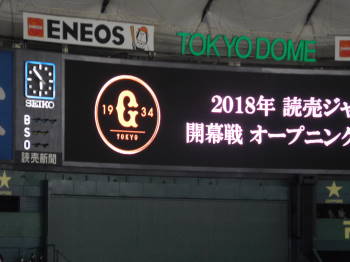 ENEOS
TOKYO DOME
SEIKO
B
S
O
読売新聞
19 G 34
TOKYO
2018年 読売ジャ
開幕戦 オープニング